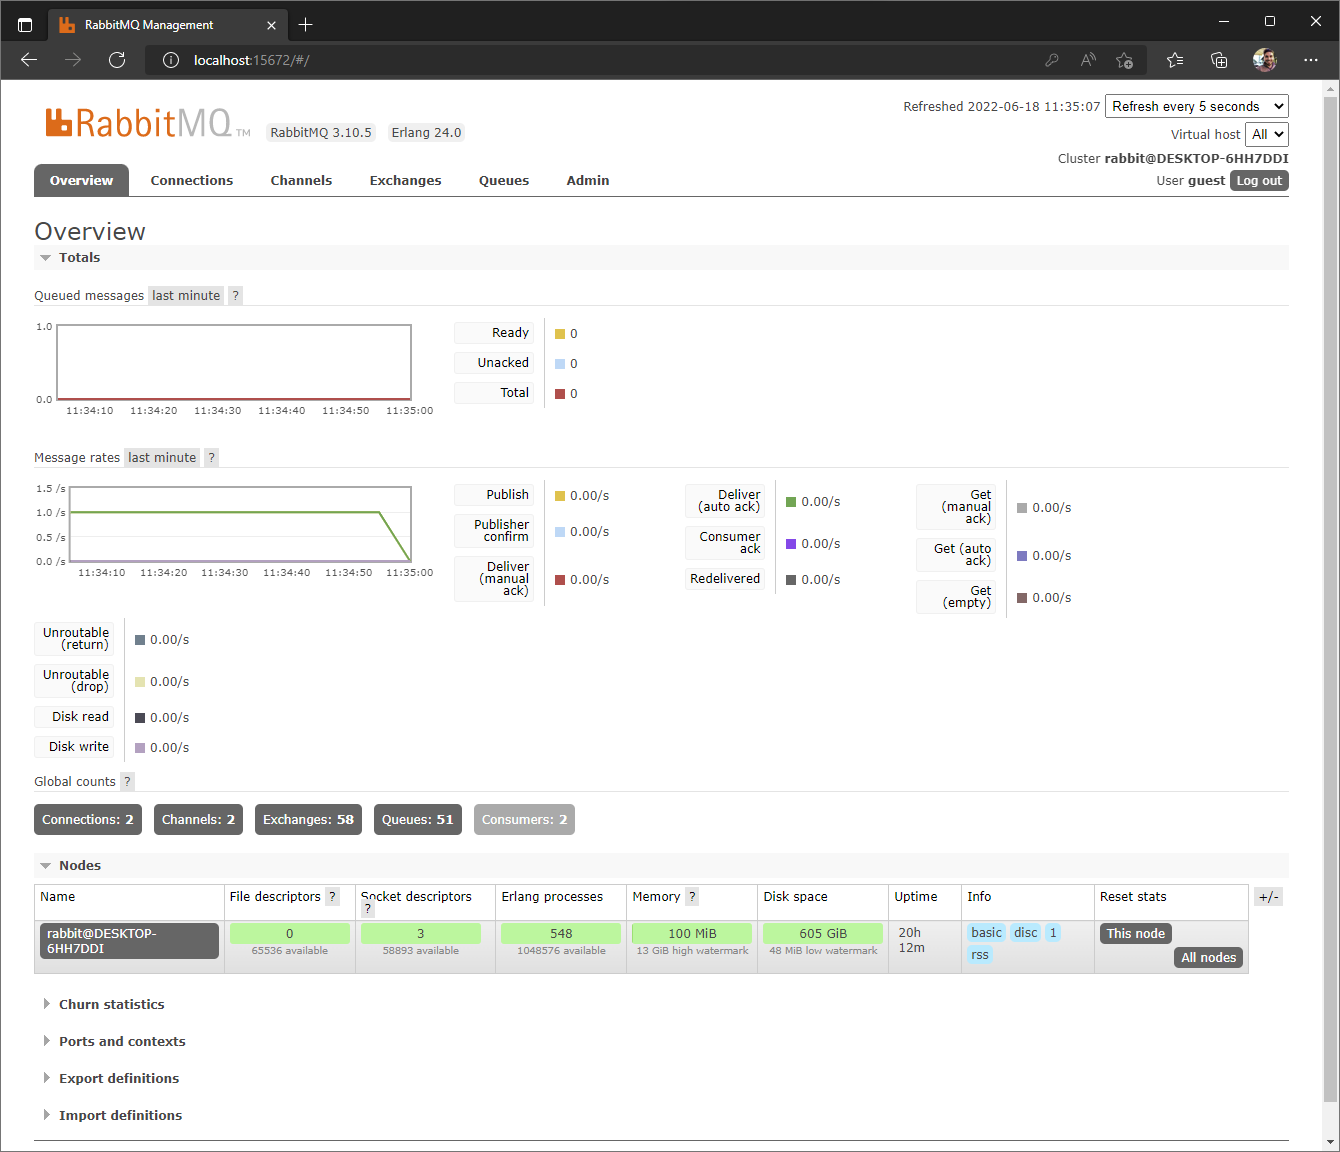 RabbitMQ Management
localhost:15672/#/
RabbitMQ TM
RabbitMQ 3.10.5
Erlang 24.0
Refreshed 2022-06-18 11:35:07 Refresh every 5 seconds
Virtual host All
Cluster rabbit@DESKTOP-6HH7DDI
User guest Log out
Overview Connections Channels Exchanges Queues Admin
Overview
Totals
Queued messages last minute ?
1.0
0.0
11:34:10 11:34:20 11:34:30 11:34:40 11:34:50 11:35:00
Ready 0
Unacked 0
Total 0
Message rates last minute ?
1.5 /s
1.0 /s
0.5 /s
0.0 /s
11:34:10 11:34:20 11:34:30 11:34:40 11:34:50 11:35:00
Publish 0.00/s
Publisher
confirm 0.00/s
Deliver
(manual
ack) 0.00/s
Deliver
(auto ack) 0.00/s
Consumer
ack 0.00/s
Redelivered 0.00/s
Get
(manual
ack) 0.00/s
Get (auto
ack) 0.00/s
Get
(empty) 0.00/s
Unroutable
(return) 0.00/s
Unroutable
(drop) 0.00/s
Disk read 0.00/s
Disk write 0.00/s
Global counts ?
Connections: 2 Channels: 2 Exchanges: 58 Queues: 51 Consumers: 2
Nodes
Name File descriptors ? Socket descriptors ? Erlang processes Memory ? Disk space Uptime Info Reset stats +/-
rabbit@DESKTOP-
6HH7DDI
0
65536 available
3
58893 available
548
1048576 available
100 MiB
13 GiB high watermark
605 GiB
48 MiB low watermark
20h
12m
basic disc 1
rss
This node
All nodes
Churn statistics
Ports and contexts
Export definitions
Import definitions